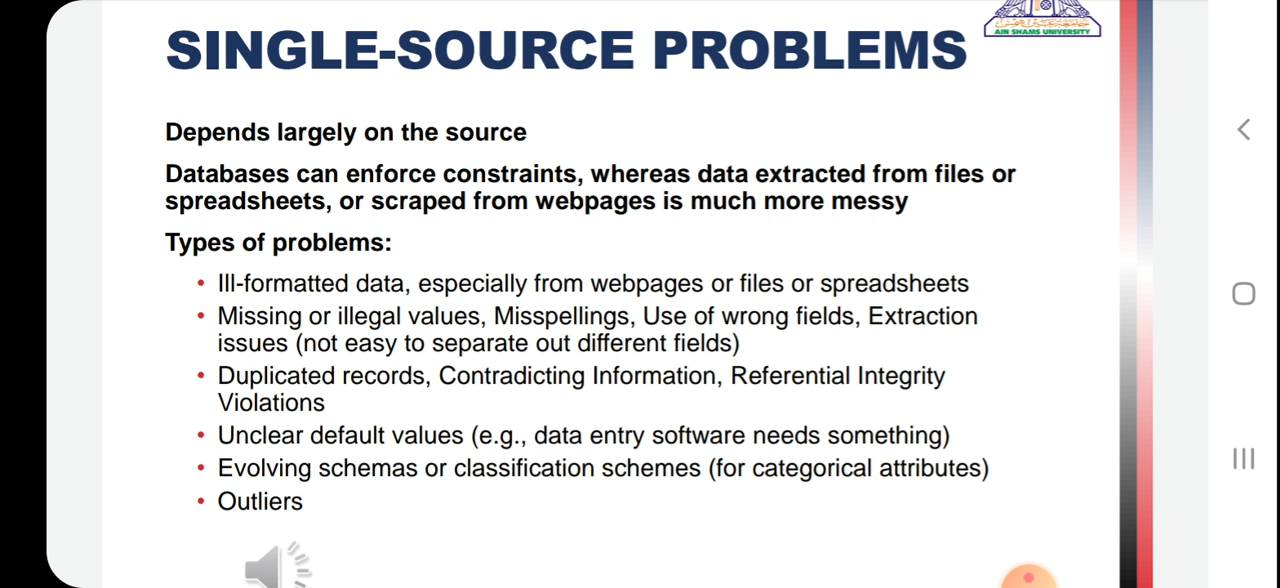 AIN SHAMS UNIVERSITY
SINGLE-SOURCE PROBLEMS
Depends largely on the source
Databases can enforce constraints, whereas data extracted from files or
spreadsheets, or scraped from webpages is much more messy
Types of problems:
• Ill-formatted data, especially from webpages or files or spreadsheets
• Missing or illegal values, Misspellings, Use of wrong fields, Extraction
issues (not easy to separate out different fields)
• Duplicated records, Contradicting Information, Referential Integrity
Violations
• Unclear default values (e.g., data entry software needs something)
• Evolving schemas or classification schemes (for categorical attributes)
• Outliers